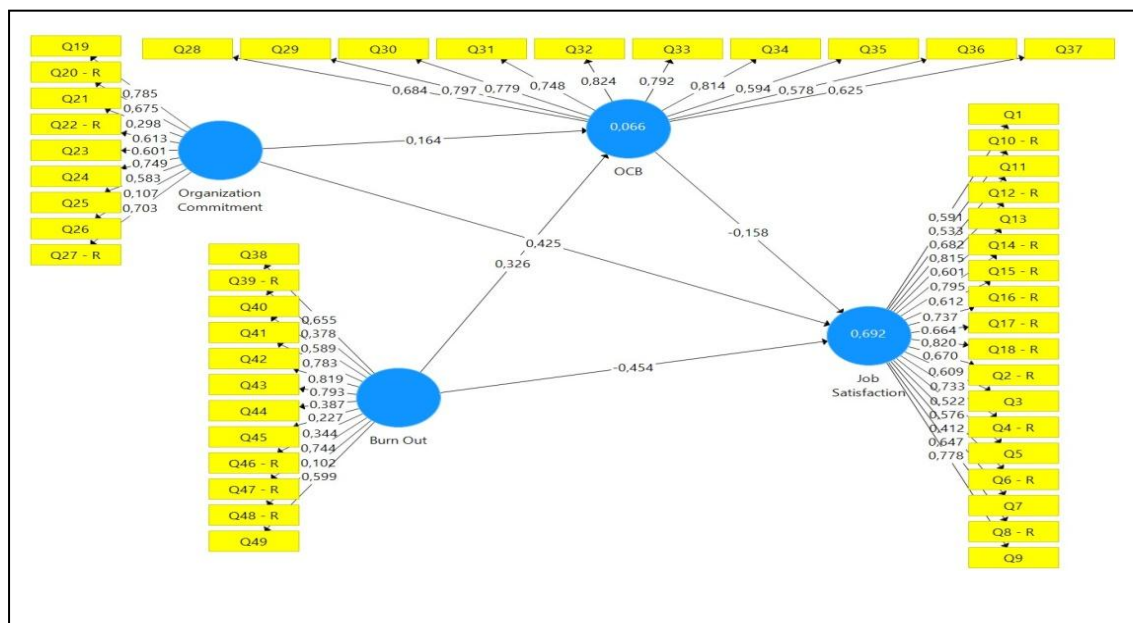 Q19
Q20 - R
Q21
Q22 - R
Q23
Q24
Q25
Q26
Q27 - R
0,785
0,675
0,298
0,613
0,601
0,749
0,583
0,107
0,703
Organization
Commitment
Q28
Q29
Q30
Q31
Q32
Q33
Q34
Q35
Q36
Q37
0,684
0,797
0,779
0,748
0,824
0,792
0,814
0,594
0,578
0,625
0,066
OCB
0,164
0,425
0,326
-0,158
-0,454
Q38
Q39 - R
Q40
Q41
Q42
Q43
Q44
Q45
Q46 - R
Q47 - R
Q48 - R
Q49
0,655
0,378
0,589
0,783
0,819
0,793
0,387
0,227
0,344
0,744
0,102
0,599
Burn Out
0,692
Job
Satisfaction
0,591
0,533
0,682
0,815
0,601
0,795
0,612
0,737
0,664
0,820
0,670
0,609
0,733
0,522
0,576
0,412
0,647
0,778
Q1
Q10 - R
Q11
Q12 - R
Q13
Q14 - R
Q15 - R
Q16 - R
Q17 - R
Q18 - R
Q2 - R
Q3
Q4 - R
Q5
Q6 - R
Q7
Q8 - R
Q9